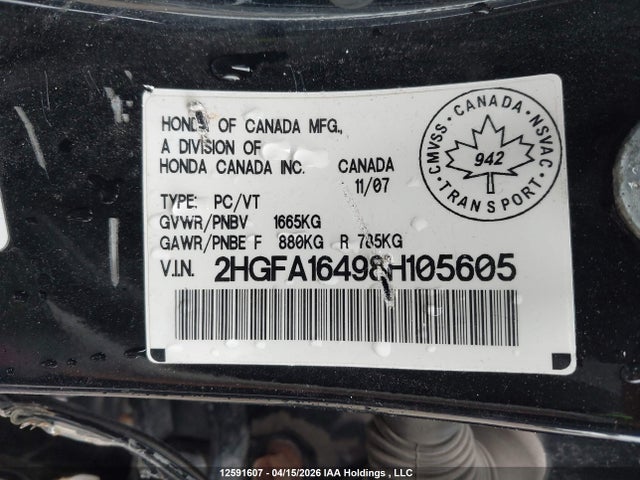 HONDA OF CANADA MFG.,
A DIVISION OF
HONDA CANADA INC. CANADA
11/07
TYPE: PC/VT
GVWR/PNBV 1665KG
GAWR/PNBE F 880KG R 785KG
V.I.N. 2HGFA16498H105605
CMVSS · CANADA · NSVAC
942
TRANSPORT
12591607 - 04/15/2026 IAA Holdings , LLC